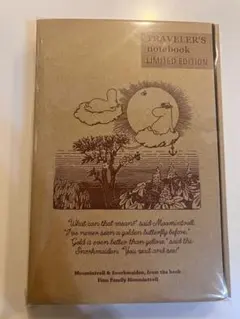 TRAVELER'S
notebook
LIMITED EDITION
"What can that mean?" said Moomintroll.
"I've never seen a golden butterfly before."
"Gold is even better than yellow," said the
Snorkmaiden. "You wait and see!"
Moomintroll & Snorkmaiden, from the book
Finn Family Moomintroll